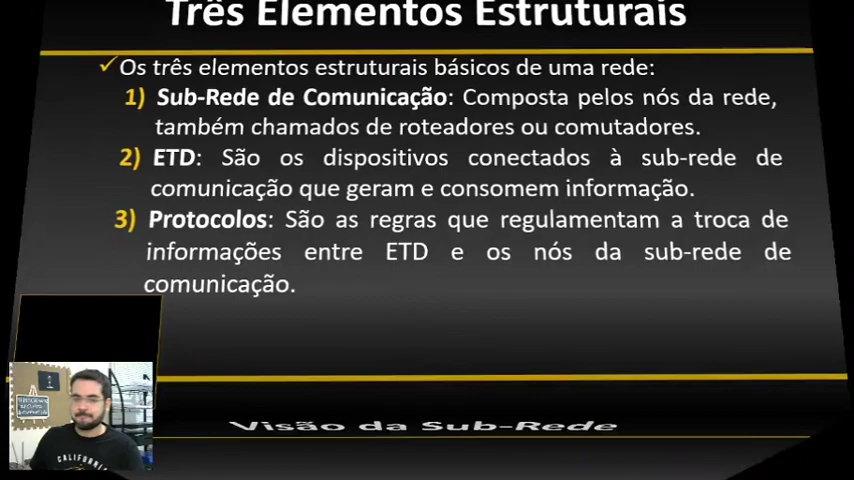 Três Elementos Estruturais
✓Os três elementos estruturais básicos de uma rede:
1) Sub-Rede de Comunicação: Composta pelos nós da rede,
também chamados de roteadores ou comutadores.
2) ETD: São os dispositivos conectados à sub-rede de
comunicação que geram e consomem informação.
3) Protocolos: São as regras que regulamentam a troca de
informações entre ETD e os nós da sub-rede de
comunicação.
Visão da Sub-Rede
CALIFORNIA